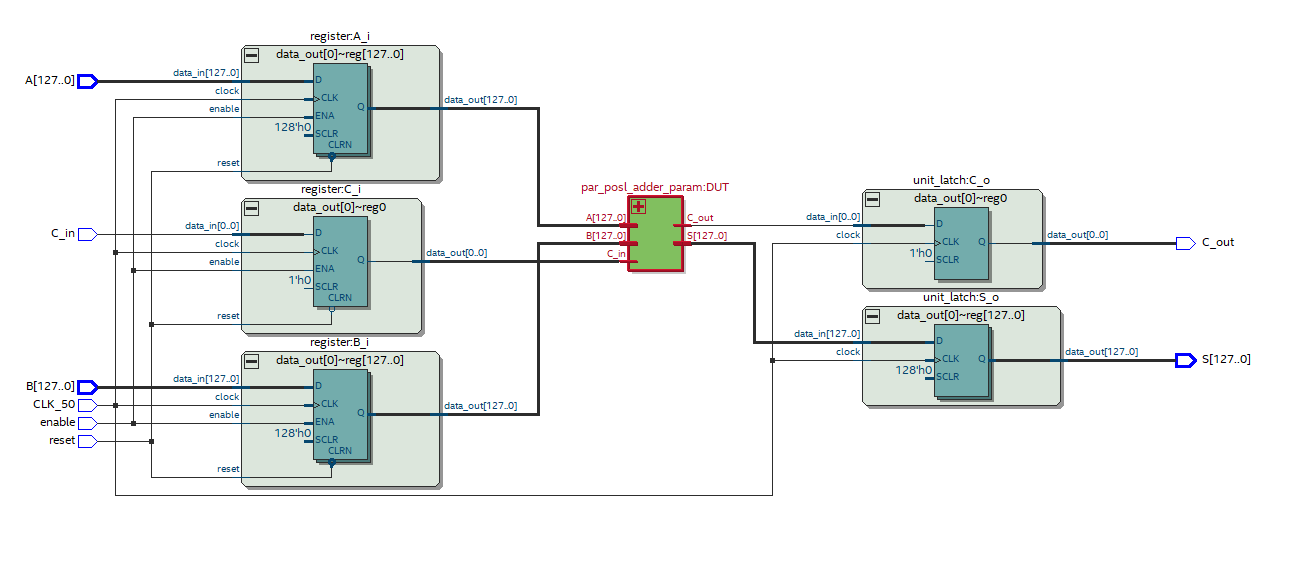 register:A_i
data_out[0]~reg[127..0]
A[127..0]
data_in[127..0]
D
clock
CLK
enable
ENA
128'h0
SCLR
CLRN
Q
data_out[127..0]
reset
register:C_i
data_out[0]~reg0
C_in
data_in[0..0]
D
clock
CLK
enable
ENA
1'h0
SCLR
CLRN
Q
data_out[0..0]
reset
register:B_i
data_out[0]~reg[127..0]
B[127..0]
data_in[127..0]
D
CLK_50
clock
CLK
enable
enable
ENA
128'h0
SCLR
CLRN
Q
data_out[127..0]
reset
reset
par_posl_adder_param:DUT
A[127..0]
B[127..0]
C_in
C_out
S[127..0]
unit_latch:C_o
data_out[0]~reg0
data_in[0..0]
D
clock
CLK
1'h0
SCLR
Q
data_out[0..0]
C_out
unit_latch:S_o
data_out[0]~reg[127..0]
data_in[127..0]
D
clock
CLK
128'h0
SCLR
Q
data_out[127..0]
S[127..0]